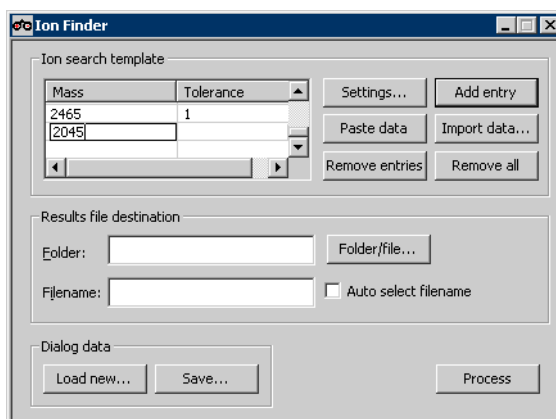 Ion Finder
Ion search template
Mass Tolerance
2465 1
2045
Settings... Add entry
Paste data Import data...
Remove entries Remove all
Results file destination
Folder: Folder/file...
Filename: Auto select filename
Dialog data
Load new... Save... Process